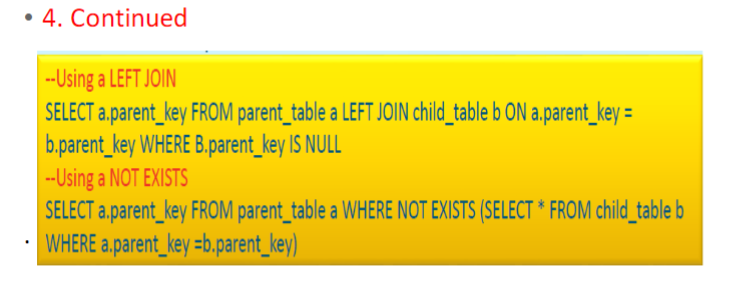 • 4. Continued
--Using a LEFT JOIN
SELECT a.parent_key FROM parent_table a LEFT JOIN child_table b ON a.parent_key =
b.parent_key WHERE B.parent_key IS NULL
--Using a NOT EXISTS
SELECT a.parent_key FROM parent_table a WHERE NOT EXISTS (SELECT * FROM child_table b
• WHERE a.parent_key =b.parent_key)